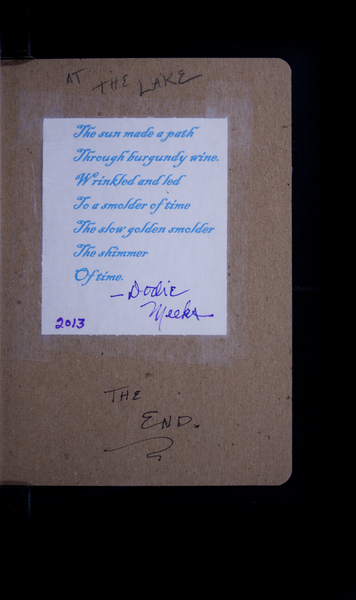 AT THE LAKE
The sun made a path
Through burgundy wine.
Wrinkled and led
To a smolder of time
The slow golden smolder
The shimmer
Of time.
— Dodie
Meeks
2013
THE
END.